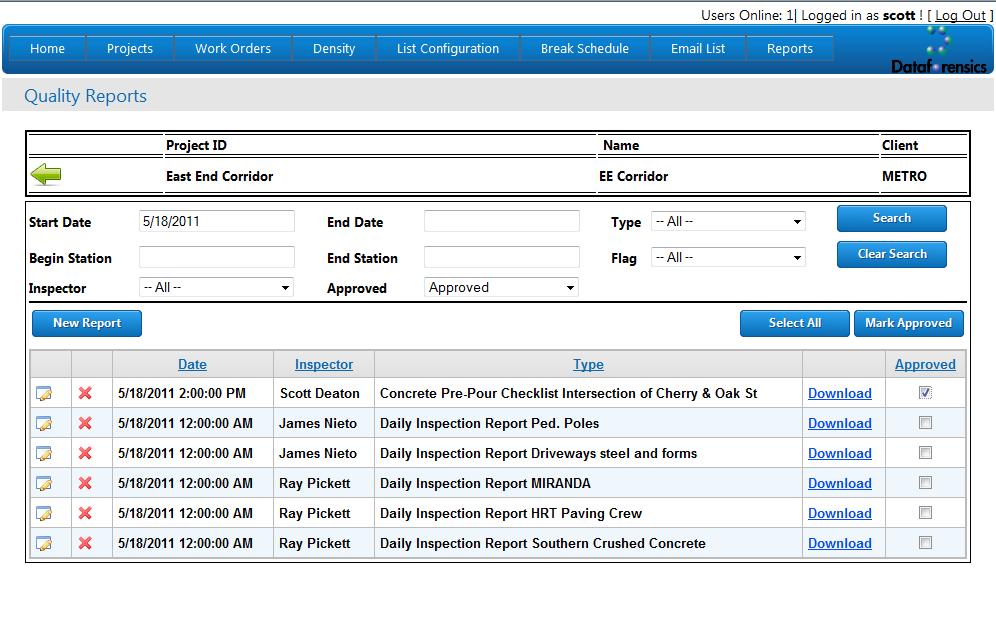 Users Online: 1| Logged in as scott ! [ Log Out ]
Home Projects Work Orders Density List Configuration Break Schedule Email List Reports
Dataforensics
Quality Reports
Project ID Name Client
East End Corridor EE Corridor METRO
Start Date 5/18/2011 End Date Type -- All -- Search
Begin Station End Station Flag -- All -- Clear Search
Inspector -- All -- Approved Approved
New Report Select All Mark Approved
Date Inspector Type Approved
5/18/2011 2:00:00 PM Scott Deaton Concrete Pre-Pour Checklist Intersection of Cherry & Oak St Download
5/18/2011 12:00:00 AM James Nieto Daily Inspection Report Ped. Poles Download
5/18/2011 12:00:00 AM James Nieto Daily Inspection Report Driveways steel and forms Download
5/18/2011 12:00:00 AM Ray Pickett Daily Inspection Report MIRANDA Download
5/18/2011 12:00:00 AM Ray Pickett Daily Inspection Report HRT Paving Crew Download
5/18/2011 12:00:00 AM Ray Pickett Daily Inspection Report Southern Crushed Concrete Download